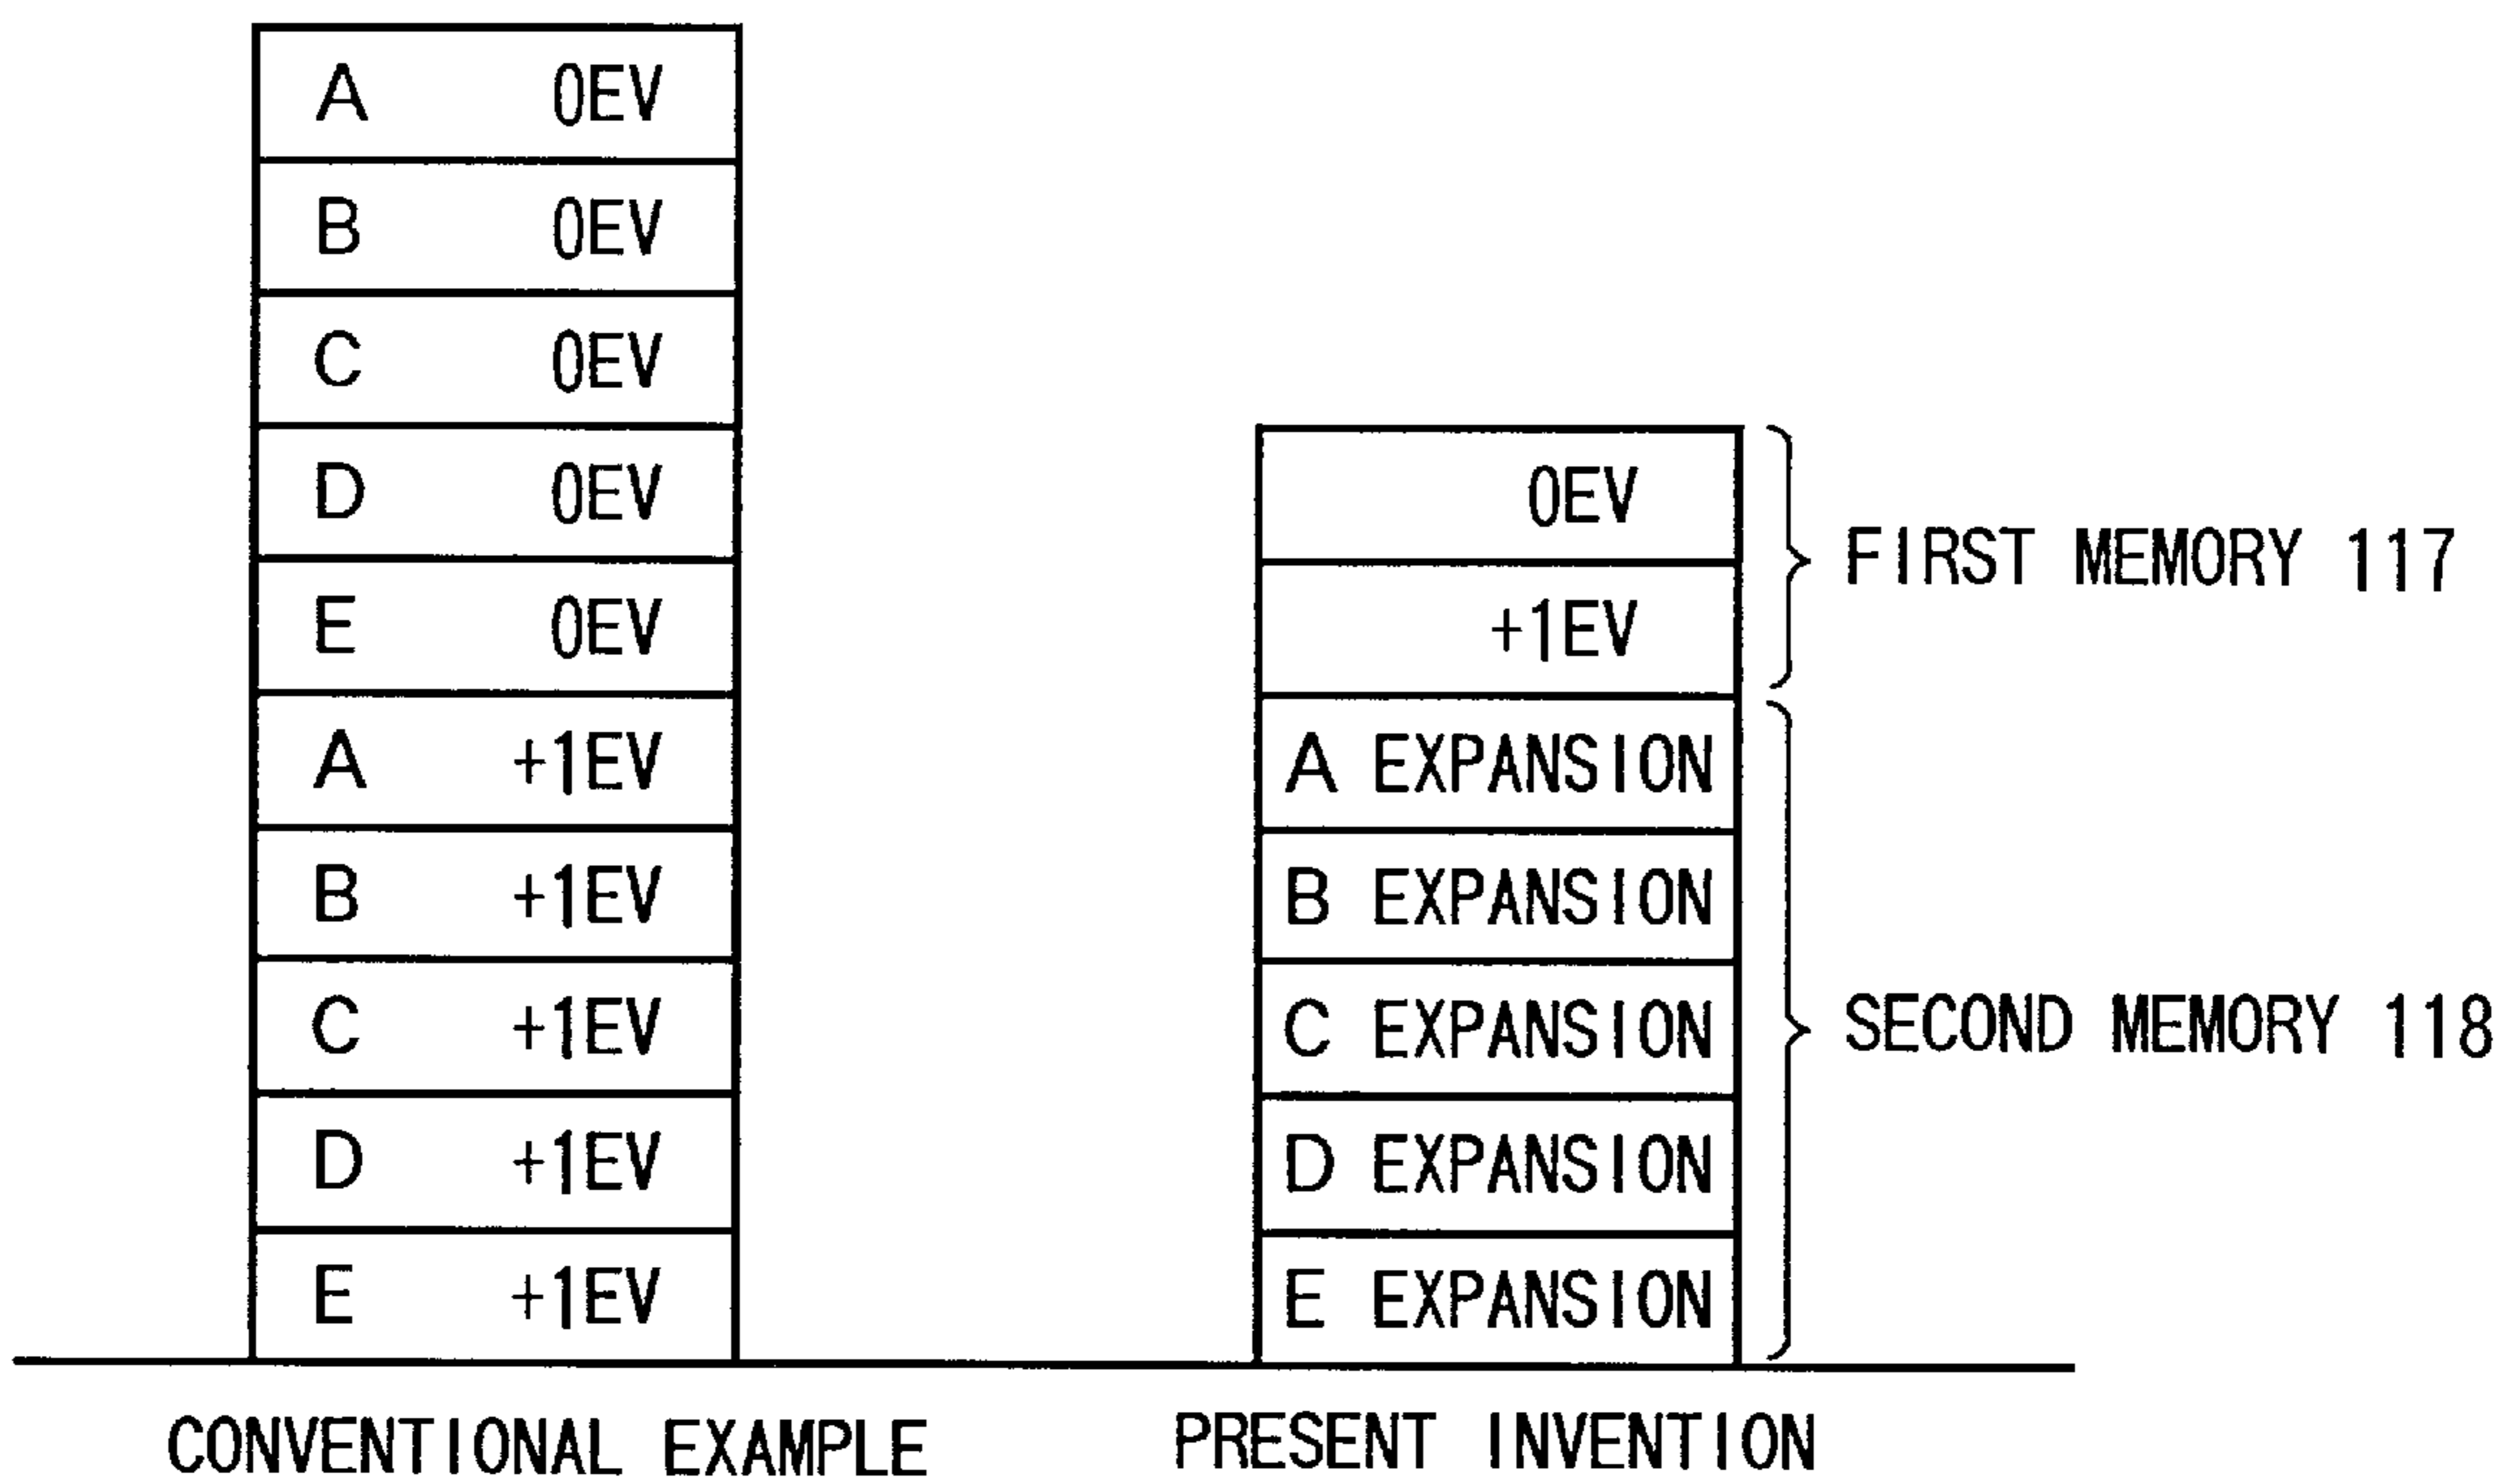 A 0EV
B 0EV
C 0EV
D 0EV
E 0EV
A +1EV
B +1EV
C +1EV
D +1EV
E +1EV
CONVENTIONAL EXAMPLE
0EV
+1EV
FIRST MEMORY 117
A EXPANSION
B EXPANSION
C EXPANSION
D EXPANSION
E EXPANSION
SECOND MEMORY 118
PRESENT INVENTION